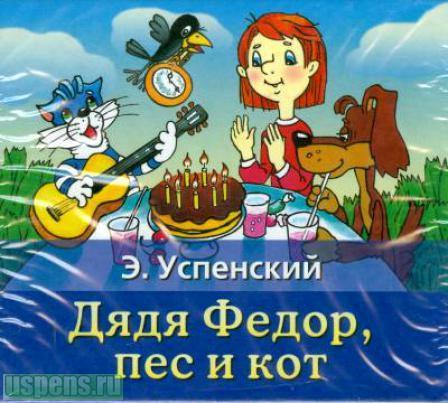 Э. Успенский
Дядя Федор,
пес и кот
uspens.ru